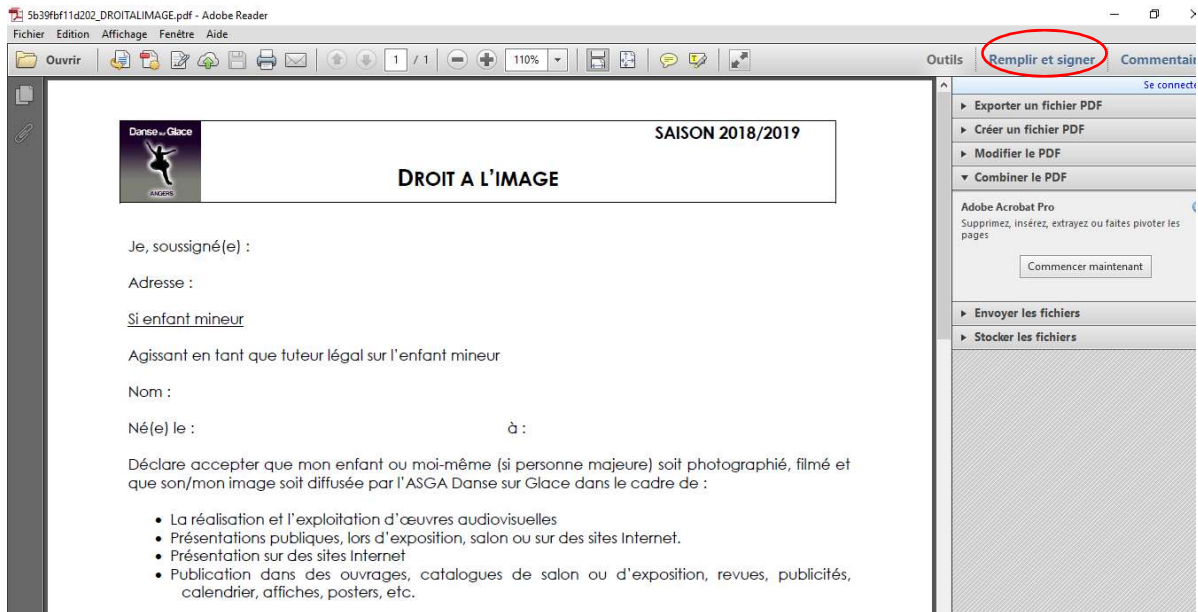 5b39fbf11d202_DROITALIMAGE.pdf - Adobe Reader
Fichier Edition Affichage Fenêtre Aide
Ouvrir 1 / 1 110% Outils Remplir et signer Commentair
Se connecte
Exporter un fichier PDF
Créer un fichier PDF
Modifier le PDF
Combiner le PDF
Adobe Acrobat Pro
Supprimez, insérez, extrayez ou faites pivoter les
pages
Commencer maintenant
Envoyer les fichiers
Stocker les fichiers
Danse sur Glace
ANGERS
SAISON 2018/2019
DROIT A L'IMAGE
Je, soussigné(e) :
Adresse :
Si enfant mineur
Agissant en tant que tuteur légal sur l'enfant mineur
Nom :
Né(e) le : à :
Déclare accepter que mon enfant ou moi-même (si personne majeure) soit photographié, filmé et
que son/mon image soit diffusée par l'ASGA Danse sur Glace dans le cadre de :
• La réalisation et l'exploitation d'œuvres audiovisuelles
• Présentations publiques, lors d'exposition, salon ou sur des sites Internet.
• Présentation sur des sites Internet
• Publication dans des ouvrages, catalogues de salon ou d'exposition, revues, publicités,
calendrier, affiches, posters, etc.